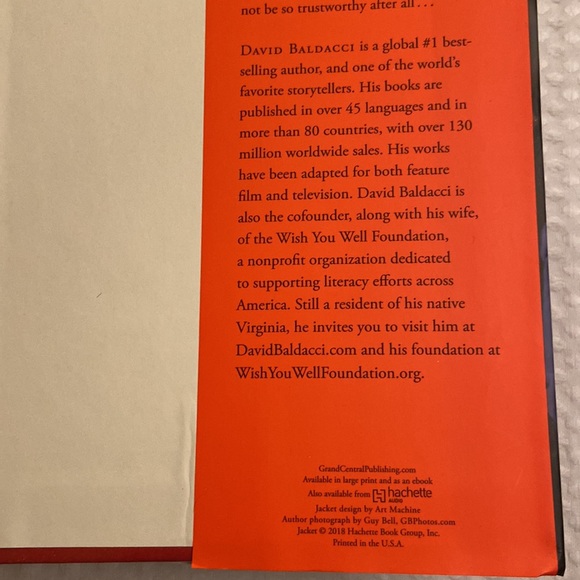 not be so trustworthy after all . . .
DAVID BALDACCI is a global #1 best-
selling author, and one of the world's
favorite storytellers. His books are
published in over 45 languages and in
more than 80 countries, with over 130
million worldwide sales. His works
have been adapted for both feature
film and television. David Baldacci is
also the cofounder, along with his wife,
of the Wish You Well Foundation,
a nonprofit organization dedicated
to supporting literacy efforts across
America. Still a resident of his native
Virginia, he invites you to visit him at
DavidBaldacci.com and his foundation at
WishYouWellFoundation.org.
GrandCentralPublishing.com
Available in large print and as an ebook
Also available from hachette AUDIO
Jacket design by Art Machine
Author photograph by Guy Bell, GBPhotos.com
Jacket © 2018 Hachette Book Group, Inc.
Printed in the U.S.A.